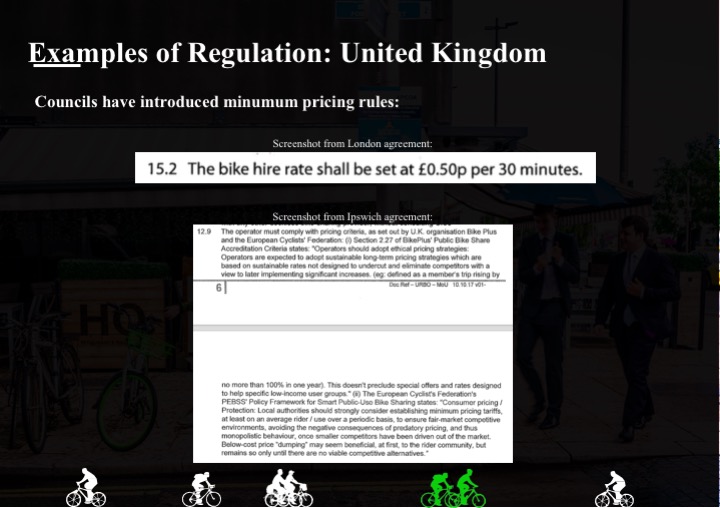 Examples of Regulation: United Kingdom
Councils have introduced minumum pricing rules:
Screenshot from London agreement:
15.2 The bike hire rate shall be set at £0.50p per 30 minutes.
Screenshot from Ipswich agreement:
12.9 The operator must comply with pricing criteria, as set out by U.K. organisation Bike Plus
and the European Cyclists' Federation: (i) Section 2.27 of BikePlus' Public Bike Share
Accreditation Criteria states: "Operators should adopt ethical pricing strategies:
Operators are expected to adopt sustainable long-term pricing strategies which are
based on sustainable rates not designed to undercut and eliminate competitors with a
view to later implementing significant increases. (eg: defined as a member's trip rising by
6 Doc Ref – URBO – MoU 10.10.17 v01-
no more than 100% in one year). This doesn't preclude special offers and rates designed
to help specific low-income user groups." (ii) The European Cyclist's Federation's
PEBSS' Policy Framework for Smart Public-Use Bike Sharing states: "Consumer pricing /
Protection: Local authorities should strongly consider establishing minimum pricing tariffs,
at least on an average rider / use over a periodic basis, to ensure fair-market competitive
environments, avoiding the negative consequences of predatory pricing, and thus
monopolistic behaviour, once smaller competitors have been driven out of the market.
Below-cost price "dumping" may seem beneficial, at first, to the rider community, but
remains so only until there are no viable competitive alternatives."